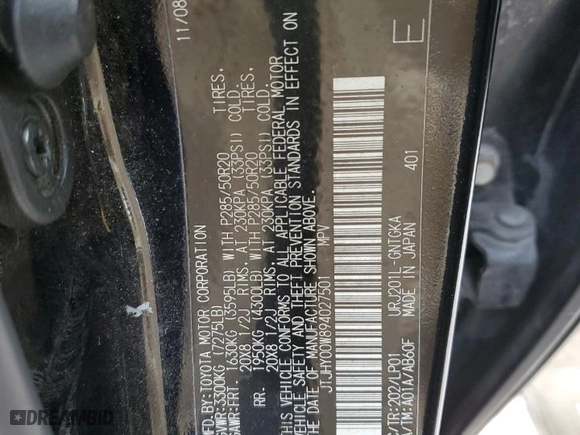 MFD.BY:TOYOTA MOTOR CORPORATION 11/08
GVWR:3300KG (7275LB)
GAWR:FRT. 1630KG (3595LB) WITH P285/50R20 TIRES,
20X8 1/2J RIMS, AT 230KPA (33PSI) COLD.
RR. 1950KG (4300LB) WITH P285/50R20 TIRES,
20X8 1/2J RIMS, AT 230KPA (33PSI) COLD.
THIS VEHICLE CONFORMS TO ALL APPLICABLE FEDERAL MOTOR
VEHICLE SAFETY AND THEFT PREVENTION STANDARDS IN EFFECT ON
THE DATE OF MANUFACTURE SHOWN ABOVE.
JTJHY00W894027501 MPV
E
C/TR:202/LP01 URJ201L-GNTGKA
A/TM:A01A/AB60F MADE IN JAPAN 401
AUTOBIDMASTER